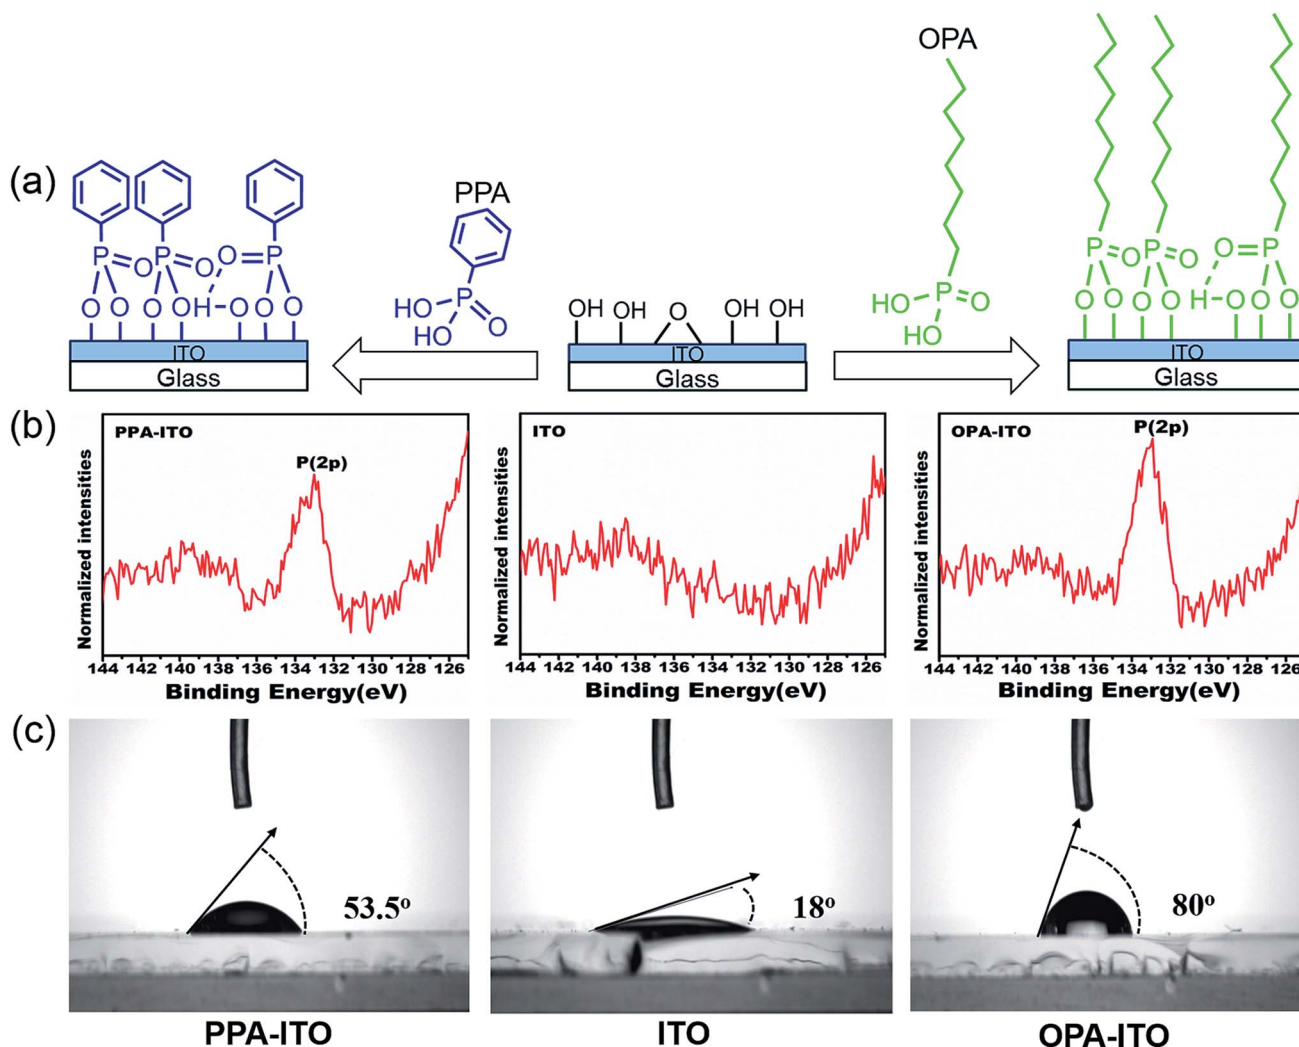 OPA
(a)
PPA
P
P
O
P
O
O
P
P
O
P
O
O
O
O
O
H
O
O
O
HO
HO
P
O
OH
OH
O
OH
OH
HO
HO
P
O
O
O
O
O
H
O
O
O
ITO
Glass
ITO
Glass
ITO
Glass
(b)
PPA-ITO
P(2p)
Normalized intensities
144 142 140 138 136 134 132 130 128 126
Binding Energy(eV)
ITO
Normalized intensities
144 142 140 138 136 134 132 130 128 126
Binding Energy(eV)
OPA-ITO
P(2p)
Normalized intensities
144 142 140 138 136 134 132 130 128 126
Binding Energy(eV)
(c)
53.5°
18°
80°
PPA-ITO
ITO
OPA-ITO